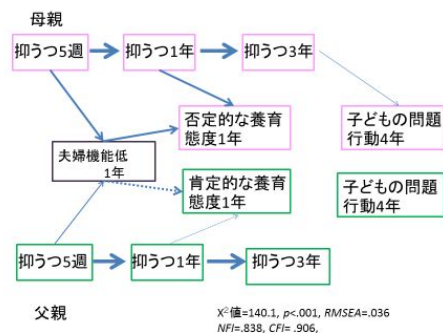 母親
抑うつ5週
抑うつ1年
抑うつ3年
否定的な養育
態度1年
子どもの問題
行動4年
夫婦機能低
1年
肯定的な養育
態度1年
子どもの問題
行動4年
抑うつ5週
抑うつ1年
抑うつ3年
父親
X²値=140.1, p<.001, RMSEA=.036
NFI=.838, CFI= .906,